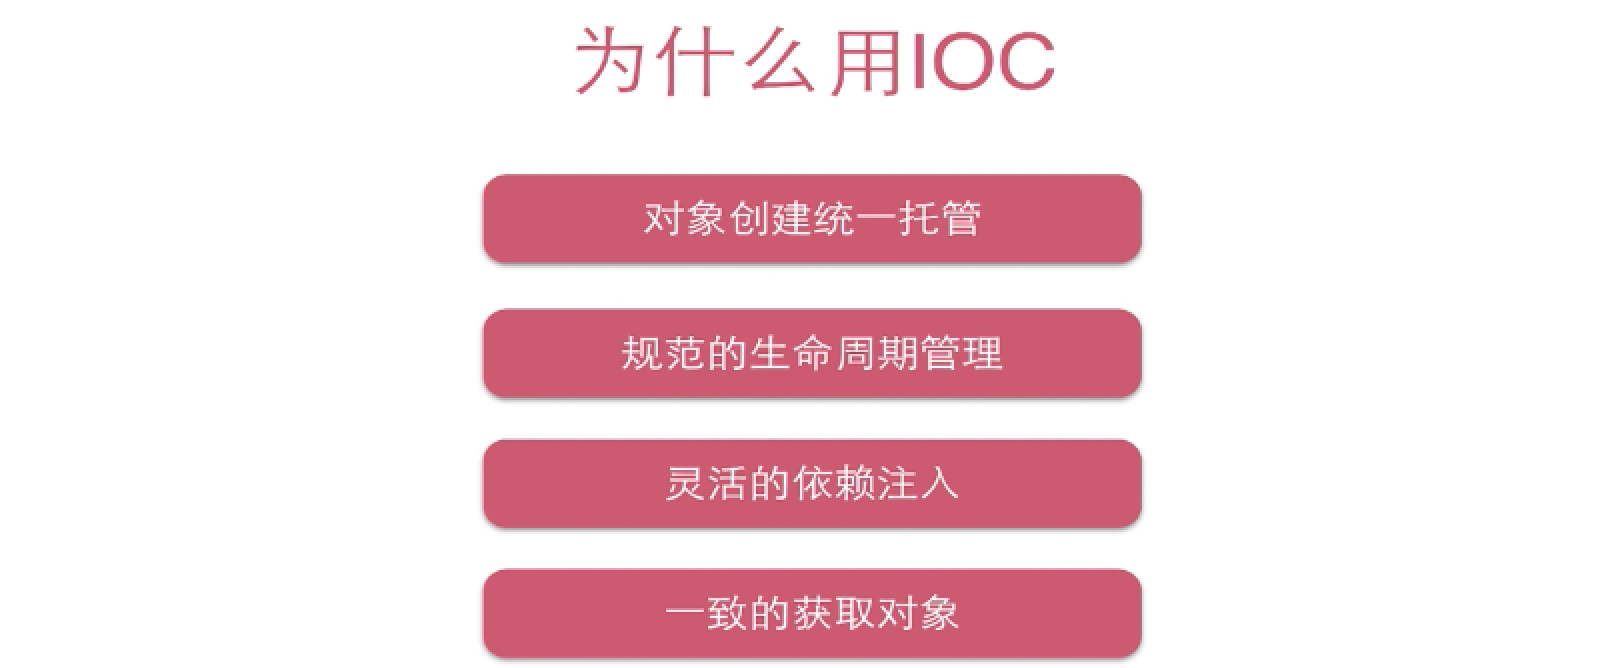 为什么用IOC
对象创建统一托管
规范的生命周期管理
灵活的依赖注入
一致的获取对象